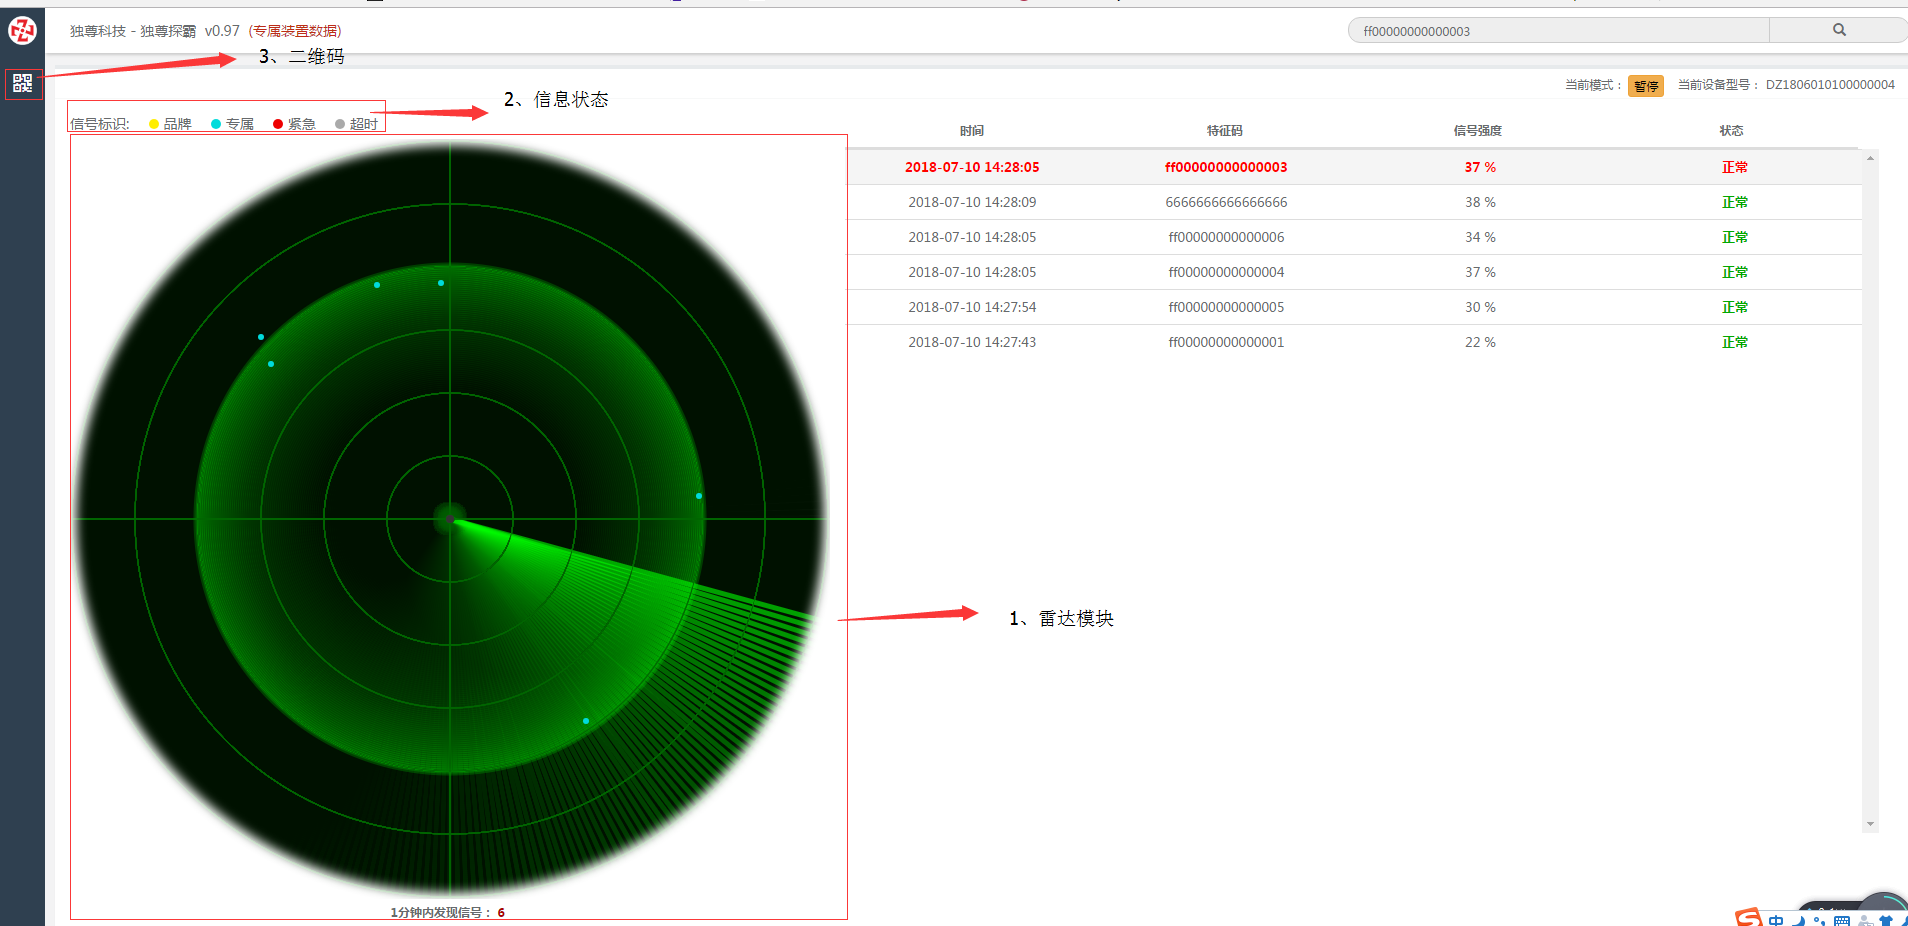 独尊科技 - 独尊探霸 v0.97 (专属装置数据)
ff00000000000003
3、二维码
当前模式： 暂停 当前设备型号： DZ1806010100000004
2、信息状态
信号标识: 品牌 专属 紧急 超时
时间 特征码 信号强度 状态
2018-07-10 14:28:05 ff00000000000003 37 % 正常
2018-07-10 14:28:09 6666666666666666 38 % 正常
2018-07-10 14:28:05 ff00000000000006 34 % 正常
2018-07-10 14:28:05 ff00000000000004 37 % 正常
2018-07-10 14:27:54 ff00000000000005 30 % 正常
2018-07-10 14:27:43 ff00000000000001 22 % 正常
1、雷达模块
1分钟内发现信号： 6
中